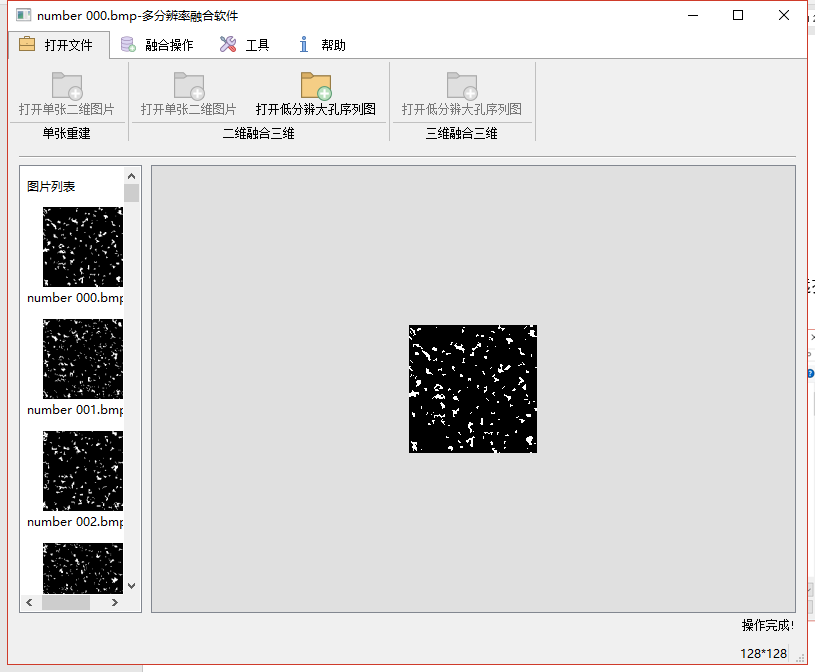 number 000.bmp-多分辨率融合软件
打开文件 融合操作 工具 帮助
打开单张二维图片 打开单张二维图片 打开低分辨大孔序列图 打开低分辨大孔序列图
单张重建 二维融合三维 三维融合三维
图片列表
number 000.bmp
number 001.bmp
number 002.bmp
操作完成!
128*128